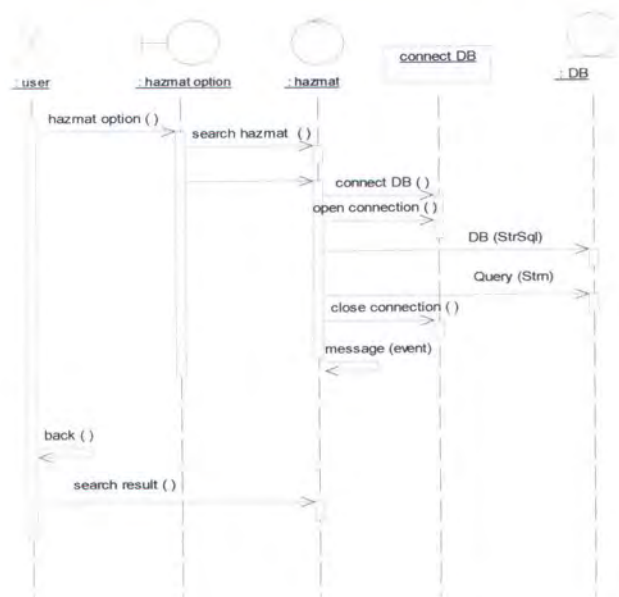 connect DB
: user
: hazmat option
: hazmat
: DB
hazmat option ( )
search hazmat ( )
connect DB ( )
open connection ( )
DB (StrSql)
Query (Strn)
close connection ( )
message (event)
back ( )
search result ( )